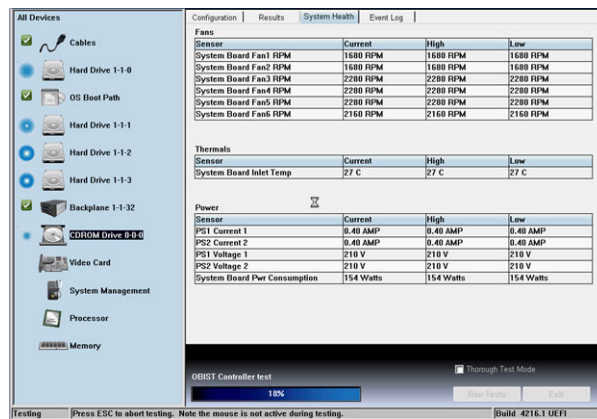 All Devices
Cables
Hard Drive 1-1-0
OS Boot Path
Hard Drive 1-1-1
Hard Drive 1-1-2
Hard Drive 1-1-3
Backplane 1-1-32
CDROM Drive 0-0-0
Video Card
System Management
Processor
Memory
Configuration Results System Health Event Log
Fans
Sensor Current High Low
System Board Fan1 RPM 1680 RPM 1680 RPM 1680 RPM
System Board Fan2 RPM 1680 RPM 1680 RPM 1680 RPM
System Board Fan3 RPM 2280 RPM 2280 RPM 2280 RPM
System Board Fan4 RPM 2280 RPM 2280 RPM 2280 RPM
System Board Fan5 RPM 2280 RPM 2280 RPM 2280 RPM
System Board Fan6 RPM 2160 RPM 2160 RPM 2160 RPM
Thermals
Sensor Current High Low
System Board Inlet Temp 27 C 27 C 27 C
Power
Sensor Current High Low
PS1 Current 1 0.40 AMP 0.40 AMP 0.40 AMP
PS2 Current 2 0.40 AMP 0.40 AMP 0.40 AMP
PS1 Voltage 1 210 V 210 V 210 V
PS2 Voltage 2 210 V 210 V 210 V
System Board Pwr Consumption 154 Watts 154 Watts 154 Watts
OBIST Controller test
18%
Thorough Test Mode
Run Tests Exit
Testing Press ESC to abort testing. Note the mouse is not active during testing. Build 4216.1 UEFI